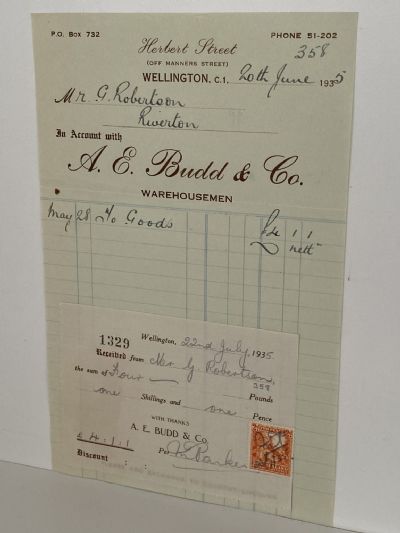 P.O. Box 732 PHONE 51-202
Herbert Street 358
(OFF MANNERS STREET)
WELLINGTON, C.1. 20th June 1935
Mr G. Robertson
Riverton
In Account with
A. E. Budd & Co.
WAREHOUSEMEN
May 28 To Goods £4 1 1
nett
1329 Wellington, 22nd July, 1935
Received from Mr G. Robertson,
358
the sum of Four Pounds
one Shillings and one Pence
WITH THANKS
A. E. BUDD & CO.
£ 4 : 1 : 1
Discount : : Per Parker